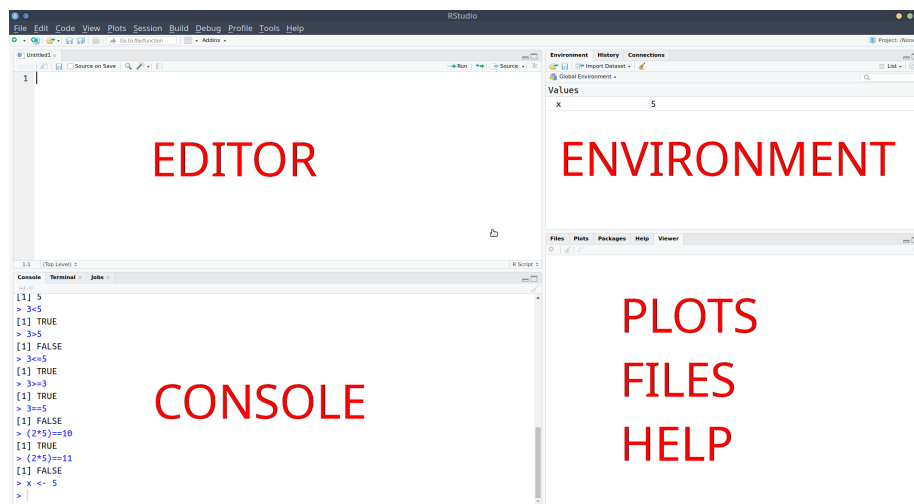 RStudio
File Edit Code View Plots Session Build Debug Profile Tools Help
Go to file/function
Addins
Project: (None
Untitled1
Source on Save
Run
Source
1
EDITOR
1:1 (Top Level)
R Script
Console Terminal Jobs
[1] 5
> 3<5
[1] TRUE
> 3>5
[1] FALSE
> 3<=5
[1] TRUE
> 3>=3
[1] TRUE
> 3==5
[1] FALSE
> (2*5)==10
[1] TRUE
> (2*5)==11
[1] FALSE
> x <- 5
>
CONSOLE
Environment History Connections
Import Dataset
List
Global Environment
Values
x 5
ENVIRONMENT
Files Plots Packages Help Viewer
PLOTS
FILES
HELP